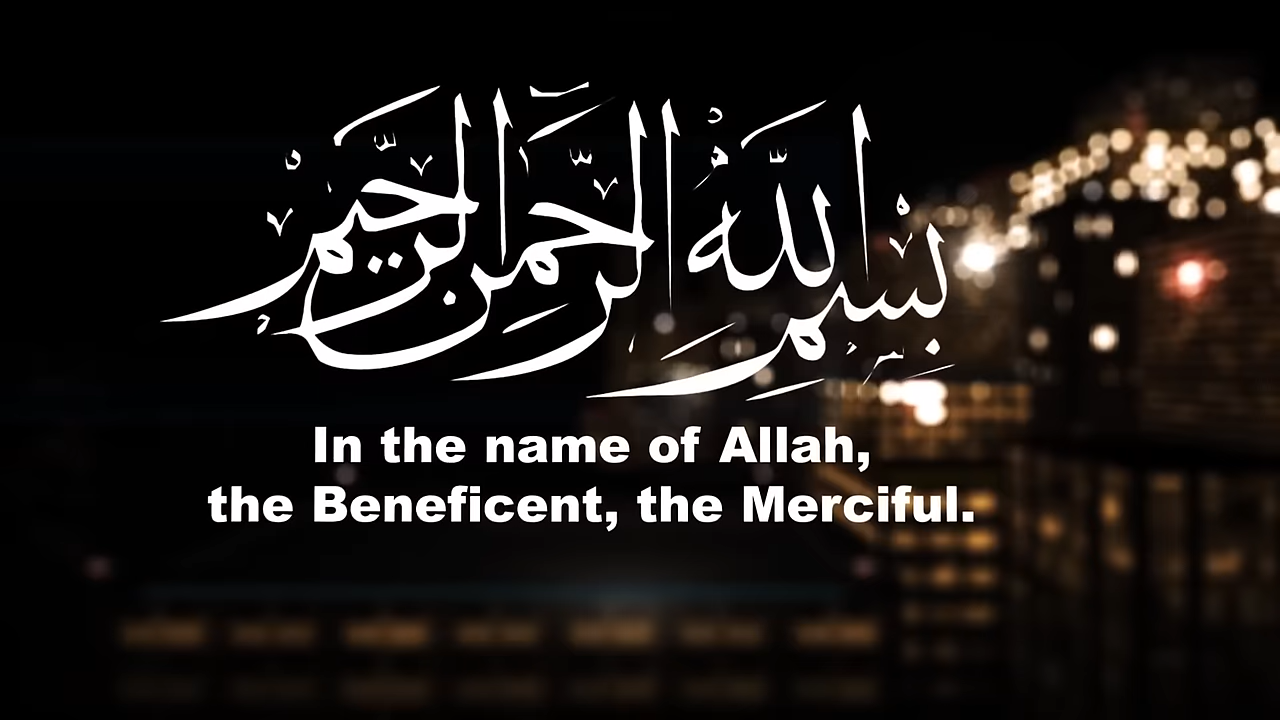 بِسْمِ اللَّهِ الرَّحْمَٰنِ الرَّحِيمِ
In the name of Allah,
the Beneficent, the Merciful.